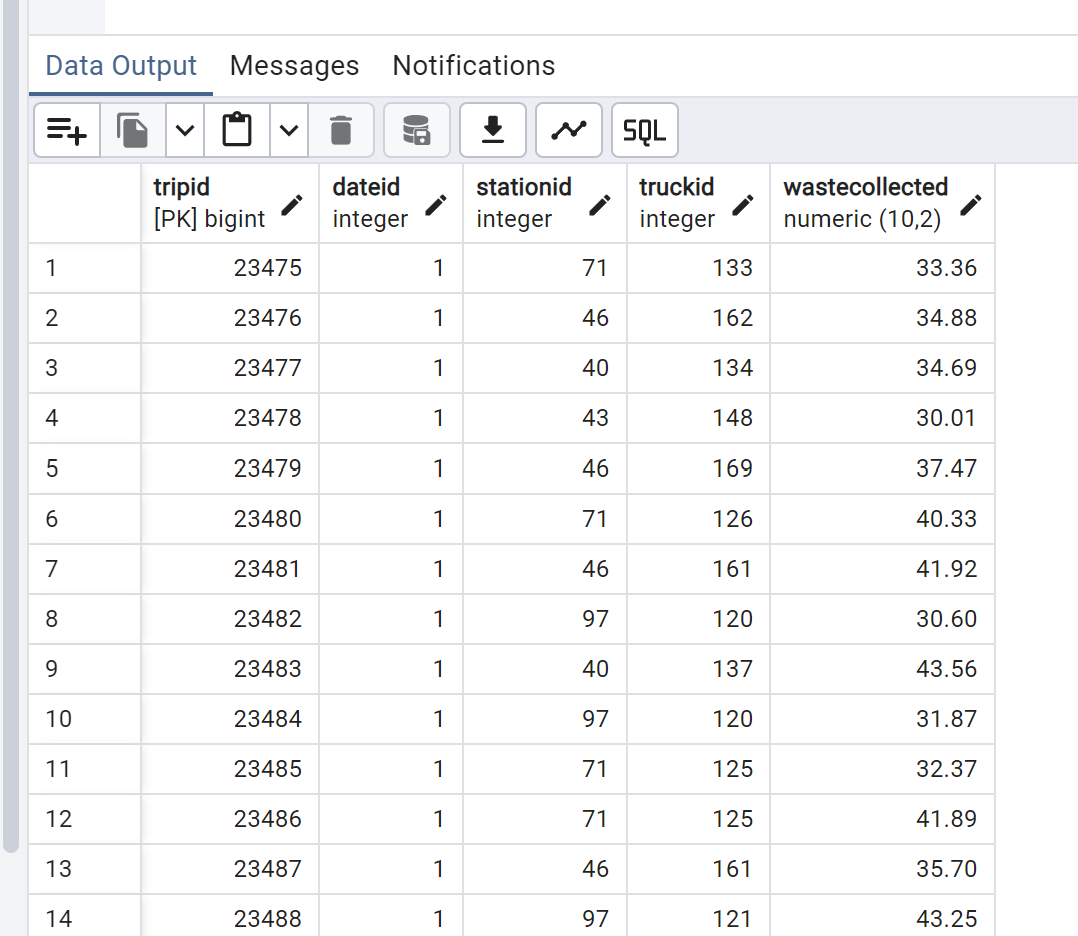 Data Output Messages Notifications
SQL
tripid dateid stationid truckid wastecollected
[PK] bigint integer integer integer numeric (10,2)
1 23475 1 71 133 33.36
2 23476 1 46 162 34.88
3 23477 1 40 134 34.69
4 23478 1 43 148 30.01
5 23479 1 46 169 37.47
6 23480 1 71 126 40.33
7 23481 1 46 161 41.92
8 23482 1 97 120 30.60
9 23483 1 40 137 43.56
10 23484 1 97 120 31.87
11 23485 1 71 125 32.37
12 23486 1 71 125 41.89
13 23487 1 46 161 35.70
14 23488 1 97 121 43.25